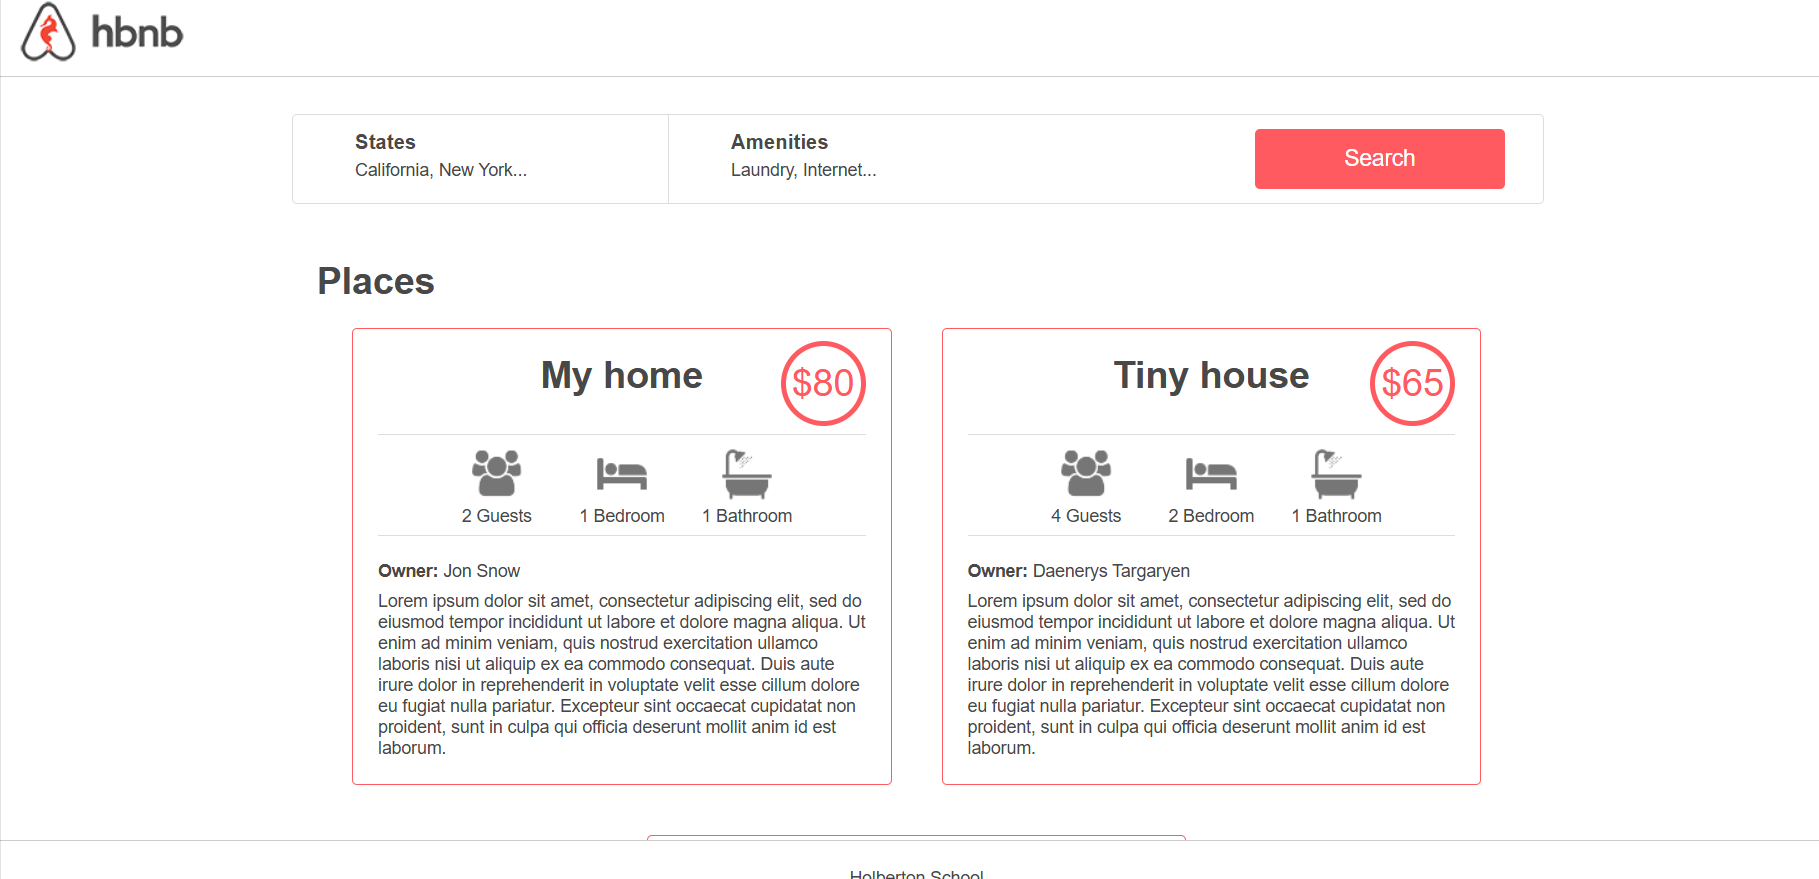 hbnb
States
California, New York...
Amenities
Laundry, Internet...
Search
Places
My home
$80
2 Guests
1 Bedroom
1 Bathroom
Owner: Jon Snow
Lorem ipsum dolor sit amet, consectetur adipiscing elit, sed do
eiusmod tempor incididunt ut labore et dolore magna aliqua. Ut
enim ad minim veniam, quis nostrud exercitation ullamco
laboris nisi ut aliquip ex ea commodo consequat. Duis aute
irure dolor in reprehenderit in voluptate velit esse cillum dolore
eu fugiat nulla pariatur. Excepteur sint occaecat cupidatat non
proident, sunt in culpa qui officia deserunt mollit anim id est
laborum.
Tiny house
$65
4 Guests
2 Bedroom
1 Bathroom
Owner: Daenerys Targaryen
Lorem ipsum dolor sit amet, consectetur adipiscing elit, sed do
eiusmod tempor incididunt ut labore et dolore magna aliqua. Ut
enim ad minim veniam, quis nostrud exercitation ullamco
laboris nisi ut aliquip ex ea commodo consequat. Duis aute
irure dolor in reprehenderit in voluptate velit esse cillum dolore
eu fugiat nulla pariatur. Excepteur sint occaecat cupidatat non
proident, sunt in culpa qui officia deserunt mollit anim id est
laborum.
Holberton School